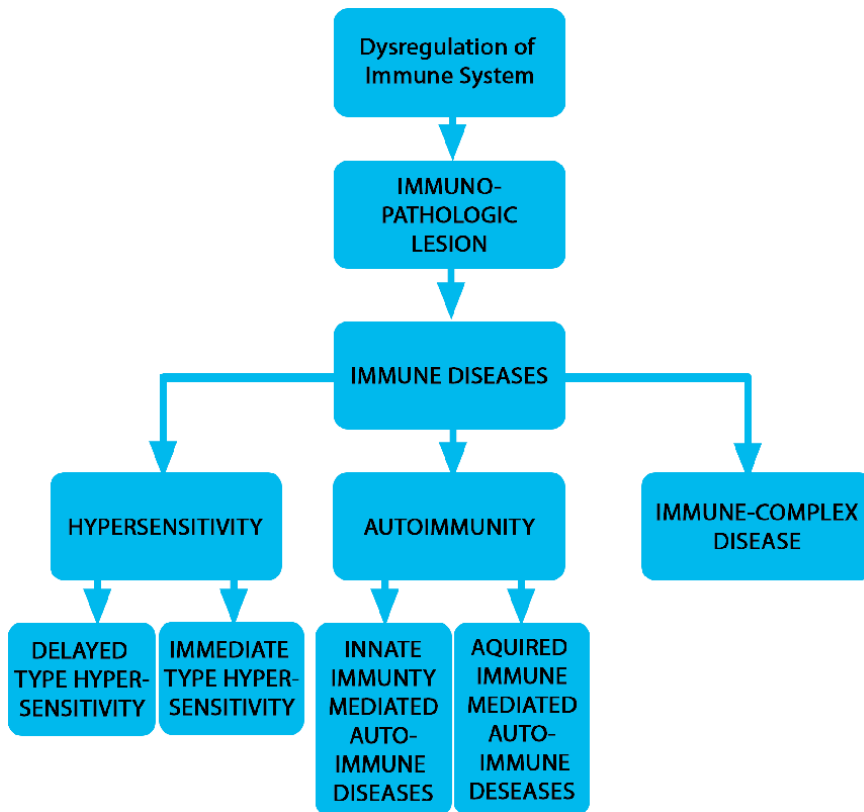 Dysregulation of
Immune System
IMMUNO-
PATHOLOGIC
LESION
IMMUNE DISEASES
HYPERSENSITIVITY
AUTOIMMUNITY
IMMUNE-COMPLEX
DISEASE
DELAYED
TYPE HYPER-
SENSITIVITY
IMMEDIATE
TYPE HYPER-
SENSITIVITY
INNATE
IMMUNTY
MEDIATED
AUTO-
IMMUNE
DISEASES
AQUIRED
IMMUNE
MEDIATED
AUTO-
IMMUNE
DESEASES